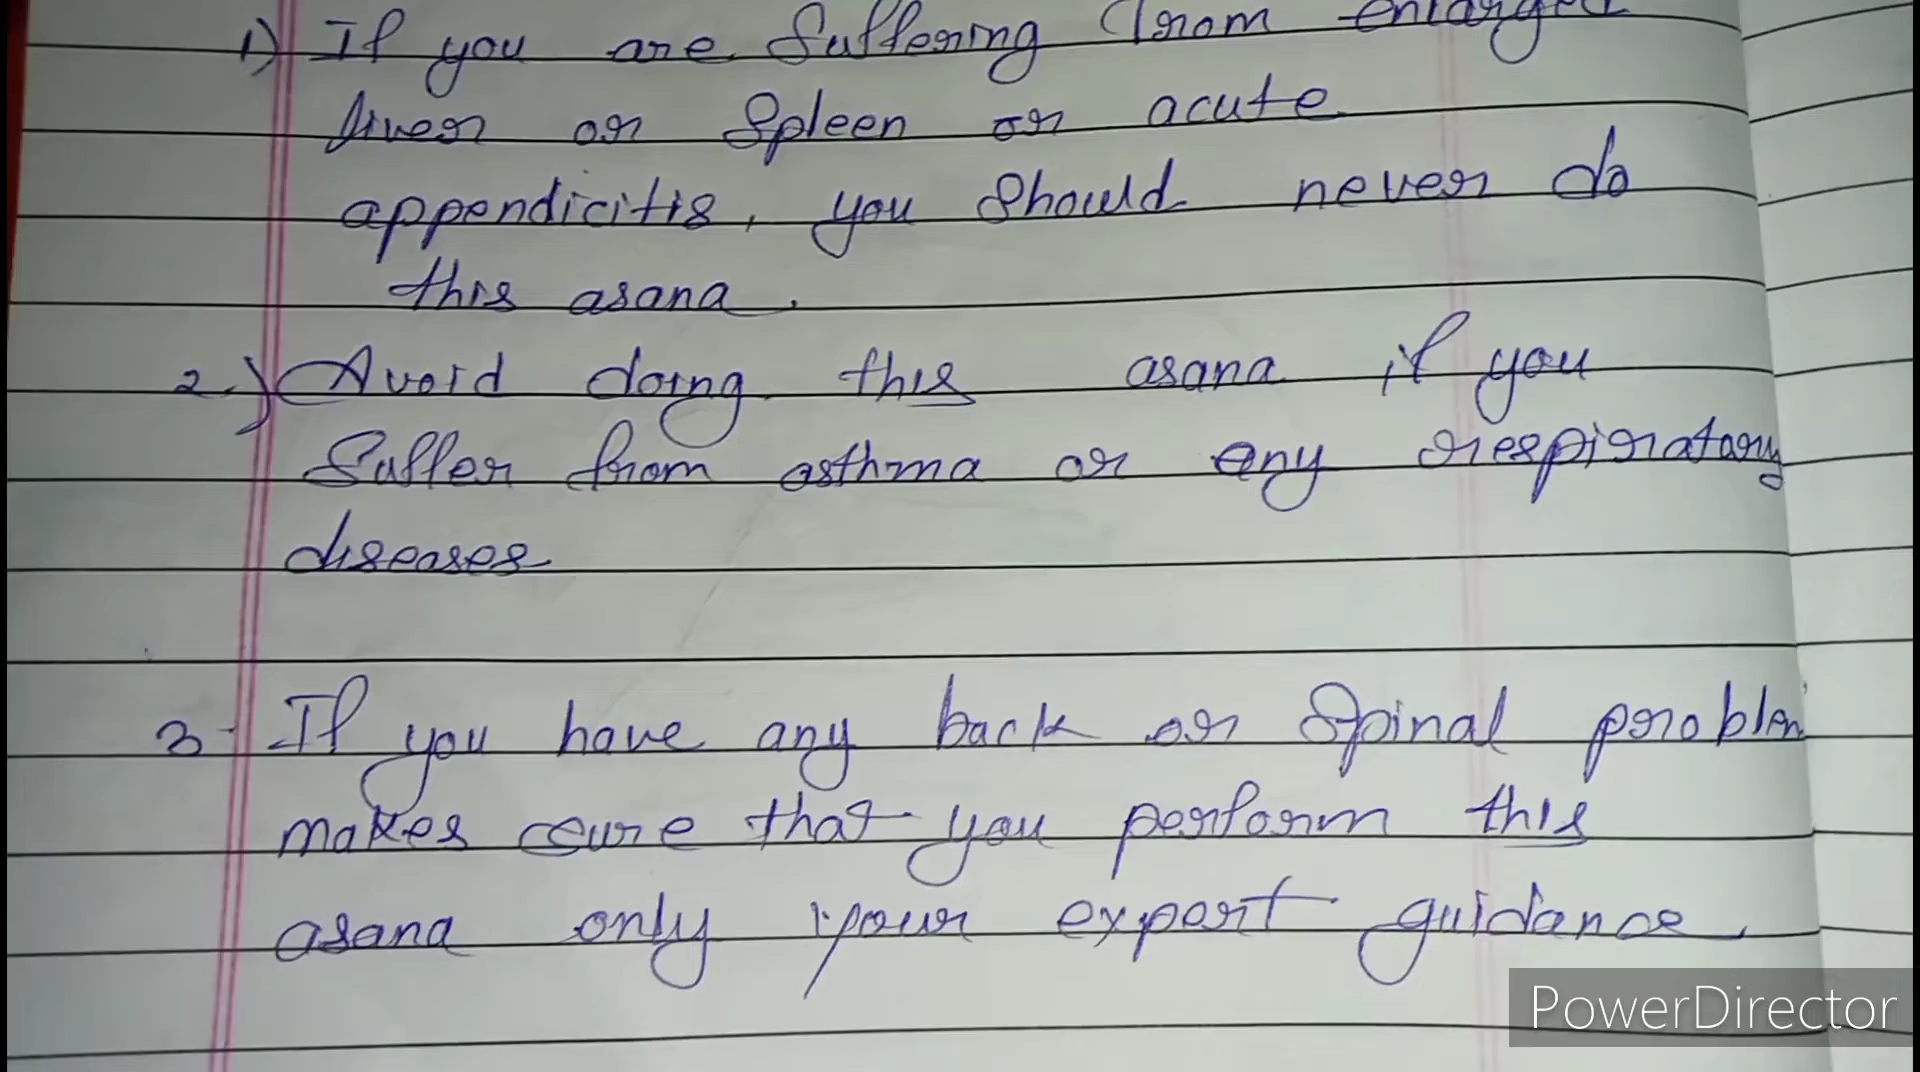 1) If you are Suffering from enlarged
liver or Spleen or acute
appendicitis, you Should never do
this asana.
2.) Avoid doing this asana if you
Suffer from asthma or any respiratory
diseases
3- If you have any back or Spinal problem
makes sure that you perform this
asana only your expert guidance.
PowerDirector